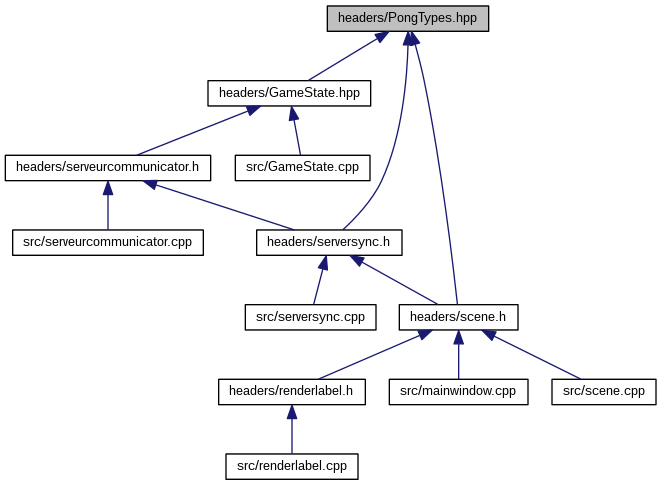 headers/PongTypes.hpp
headers/GameState.hpp
headers/serveurcommunicator.h
src/GameState.cpp
src/serveurcommunicator.cpp
headers/serversync.h
src/serversync.cpp
headers/scene.h
headers/renderlabel.h
src/mainwindow.cpp
src/scene.cpp
src/renderlabel.cpp